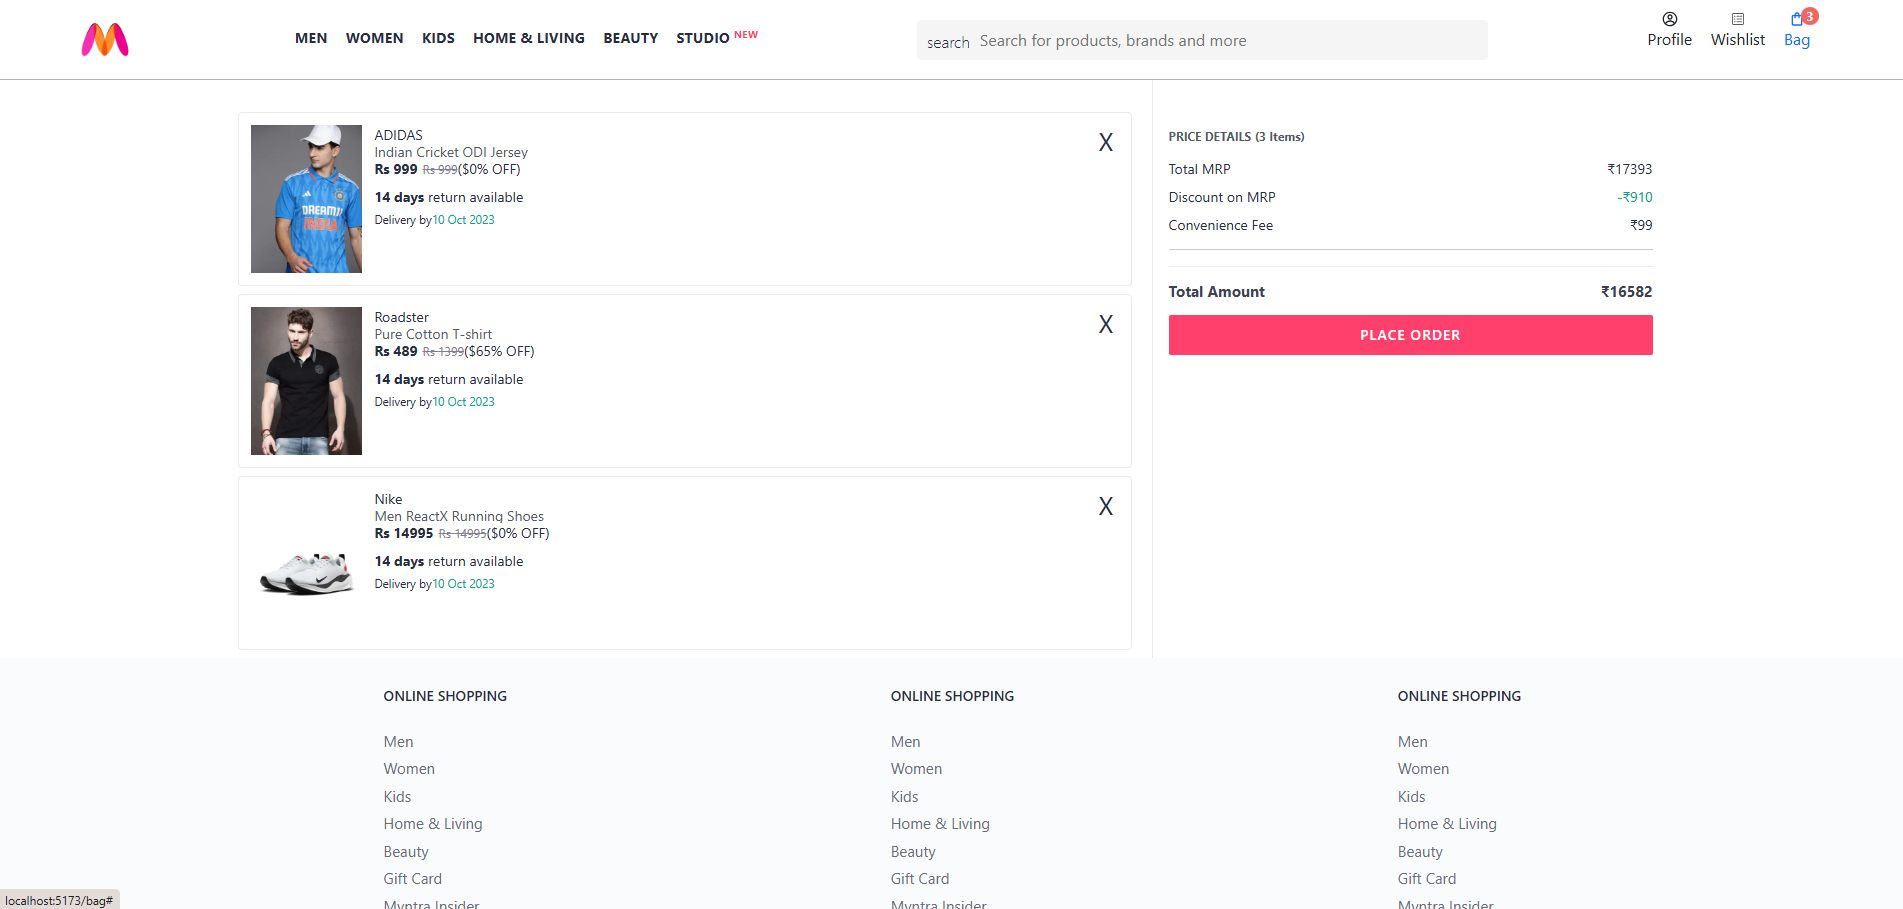 MEN WOMEN KIDS HOME & LIVING BEAUTY STUDIO NEW
search Search for products, brands and more
3
Profile Wishlist Bag
ADIDAS
Indian Cricket ODI Jersey
Rs 999 Rs 999($0% OFF)
14 days return available
Delivery by10 Oct 2023
X
DREAM11
INDIA
Roadster
Pure Cotton T-shirt
Rs 489 Rs 1399($65% OFF)
14 days return available
Delivery by10 Oct 2023
X
Nike
Men ReactX Running Shoes
Rs 14995 Rs 14995($0% OFF)
14 days return available
Delivery by10 Oct 2023
X
PRICE DETAILS (3 Items)
Total MRP ₹17393
Discount on MRP -₹910
Convenience Fee ₹99
Total Amount ₹16582
PLACE ORDER
ONLINE SHOPPING
Men
Women
Kids
Home & Living
Beauty
Gift Card
Myntra Insider
ONLINE SHOPPING
Men
Women
Kids
Home & Living
Beauty
Gift Card
Myntra Insider
ONLINE SHOPPING
Men
Women
Kids
Home & Living
Beauty
Gift Card
Myntra Insider
localhost:5173/bag#